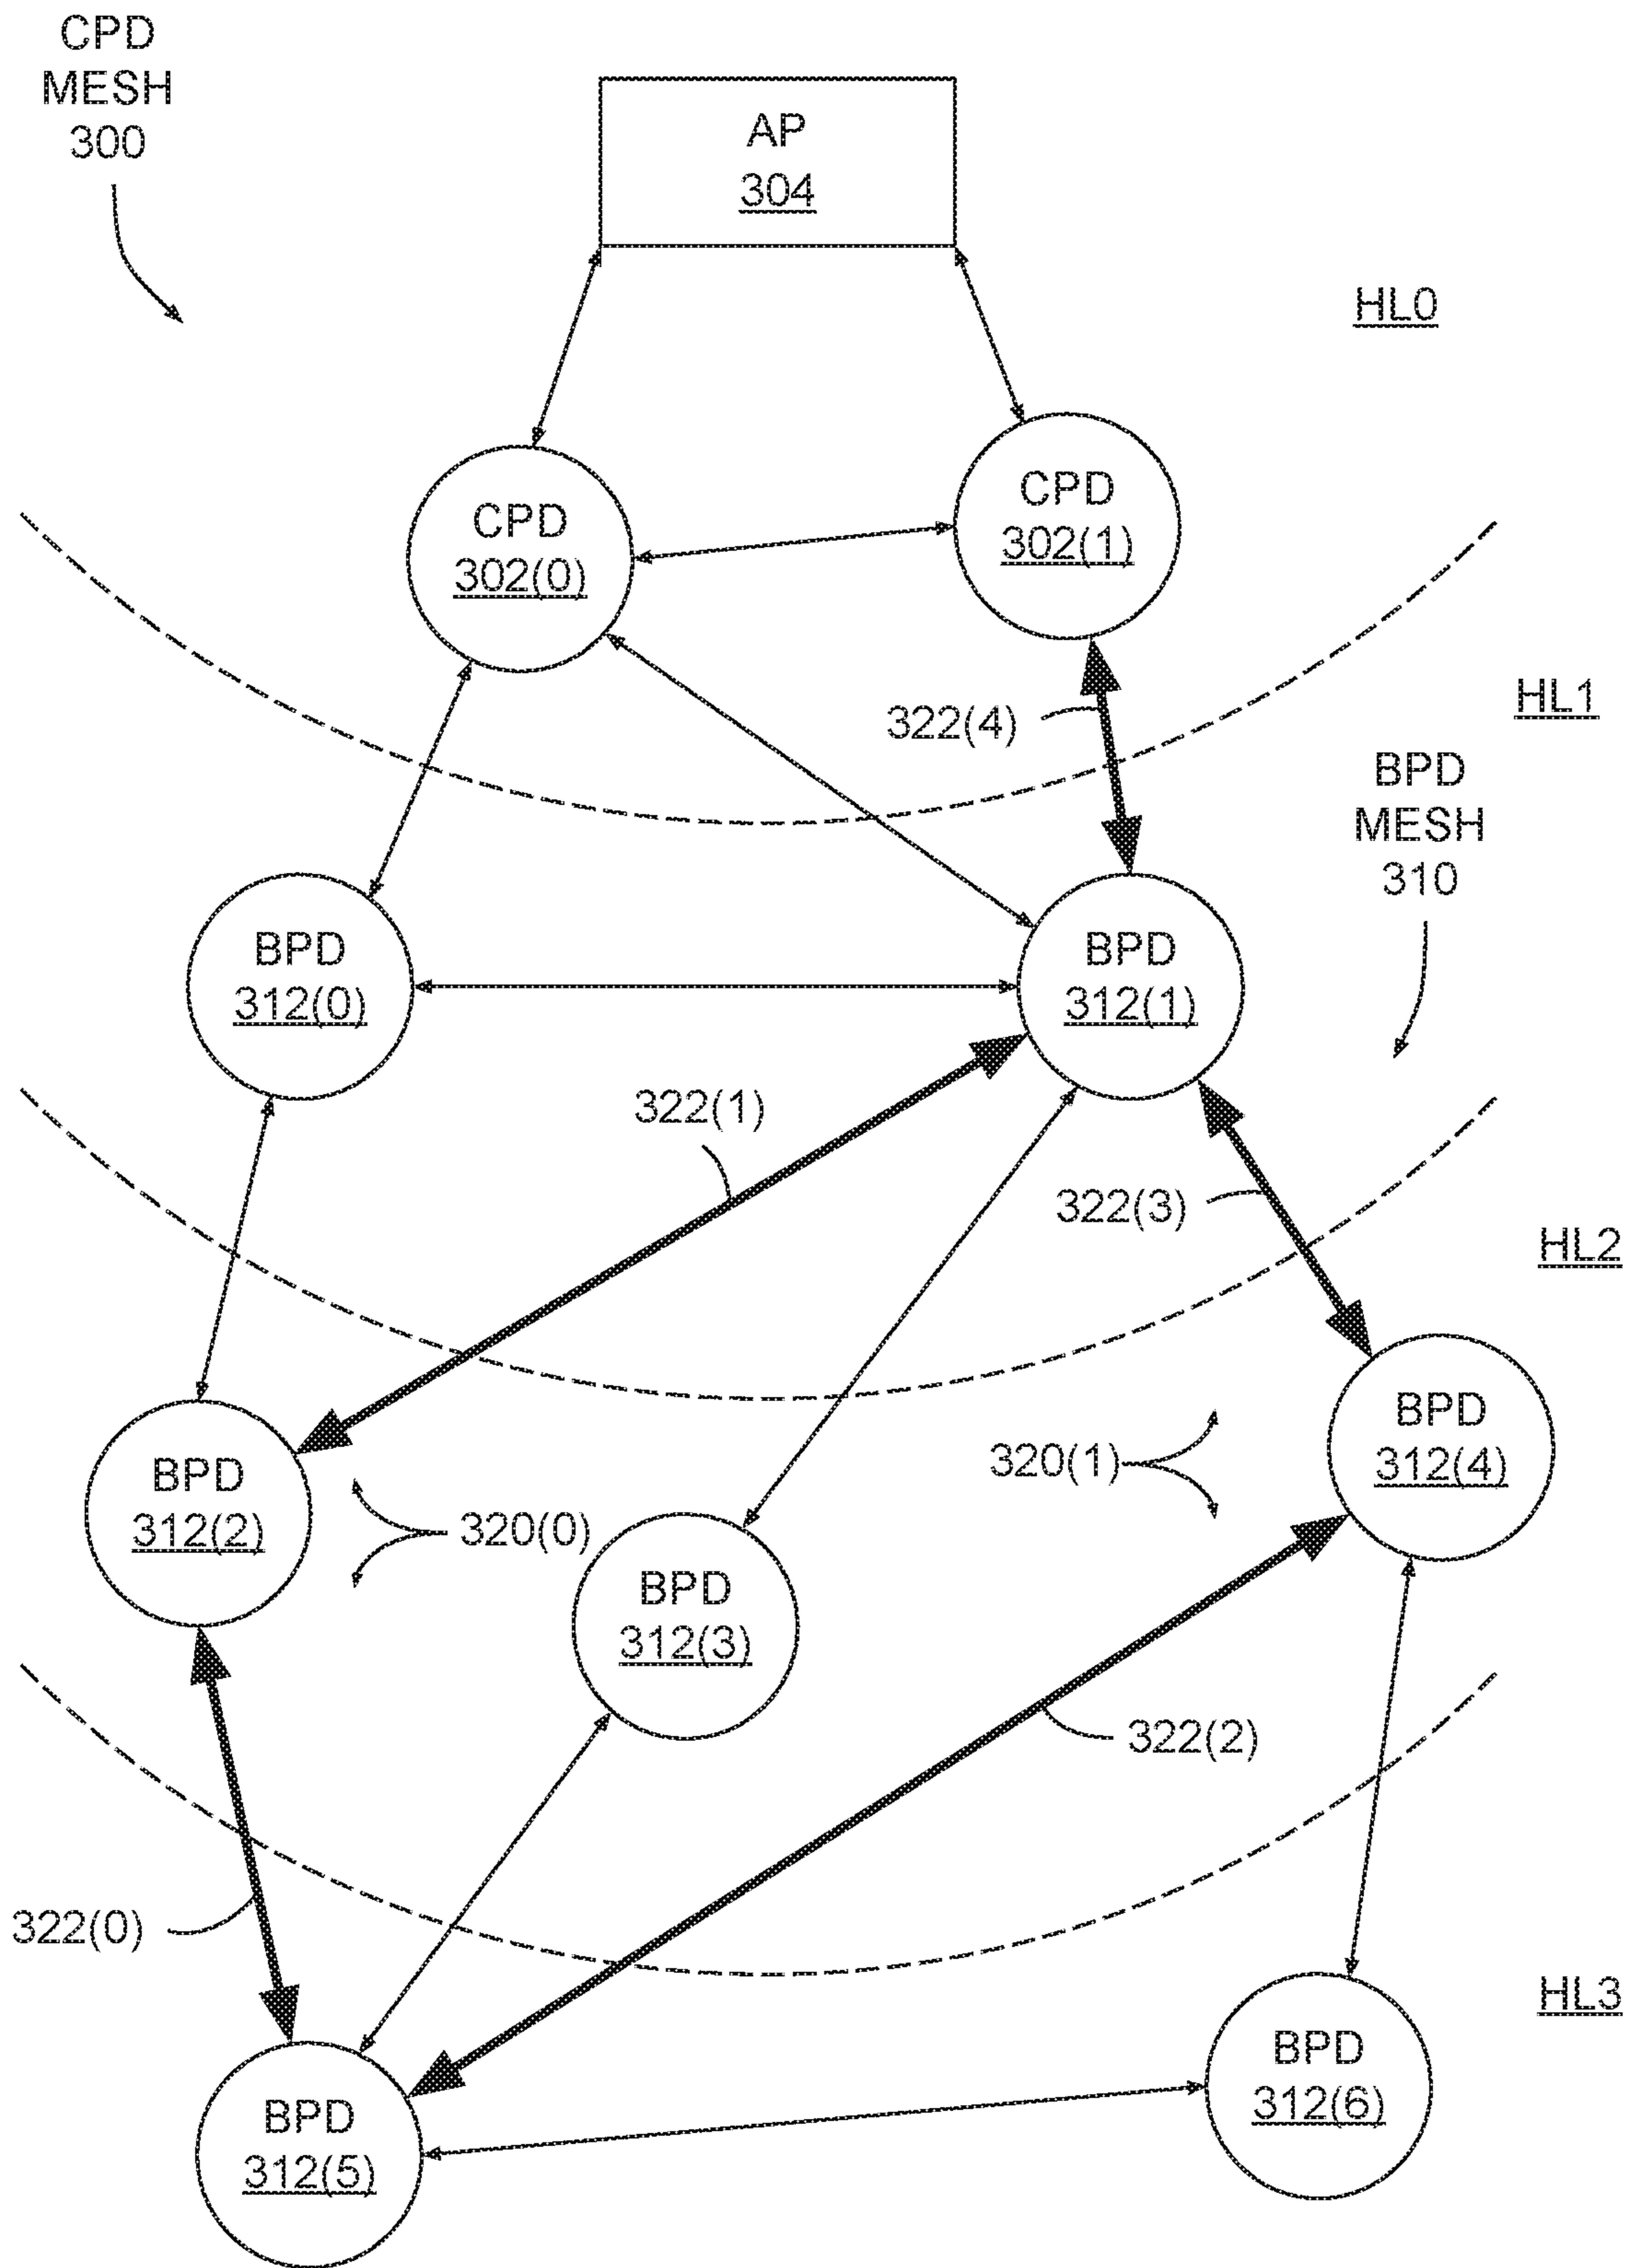 CPD
MESH
300
AP
304
HL0
CPD
302(0)
CPD
302(1)
322(4)
HL1
BPD
MESH
310
BPD
312(0)
BPD
312(1)
322(1)
322(3)
HL2
BPD
312(2)
320(0)
BPD
312(3)
320(1)
BPD
312(4)
322(2)
322(0)
HL3
BPD
312(5)
BPD
312(6)